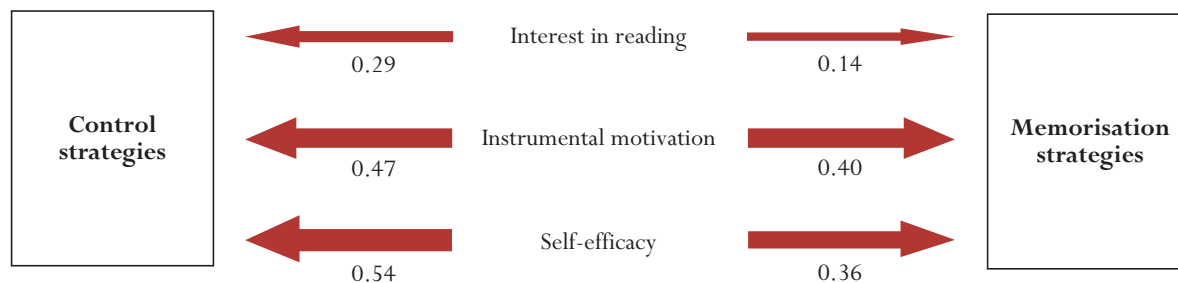 Interest in reading
0.29
0.14
Control
strategies
Instrumental motivation
Memorisation
strategies
0.47
0.40
Self-efficacy
0.54
0.36